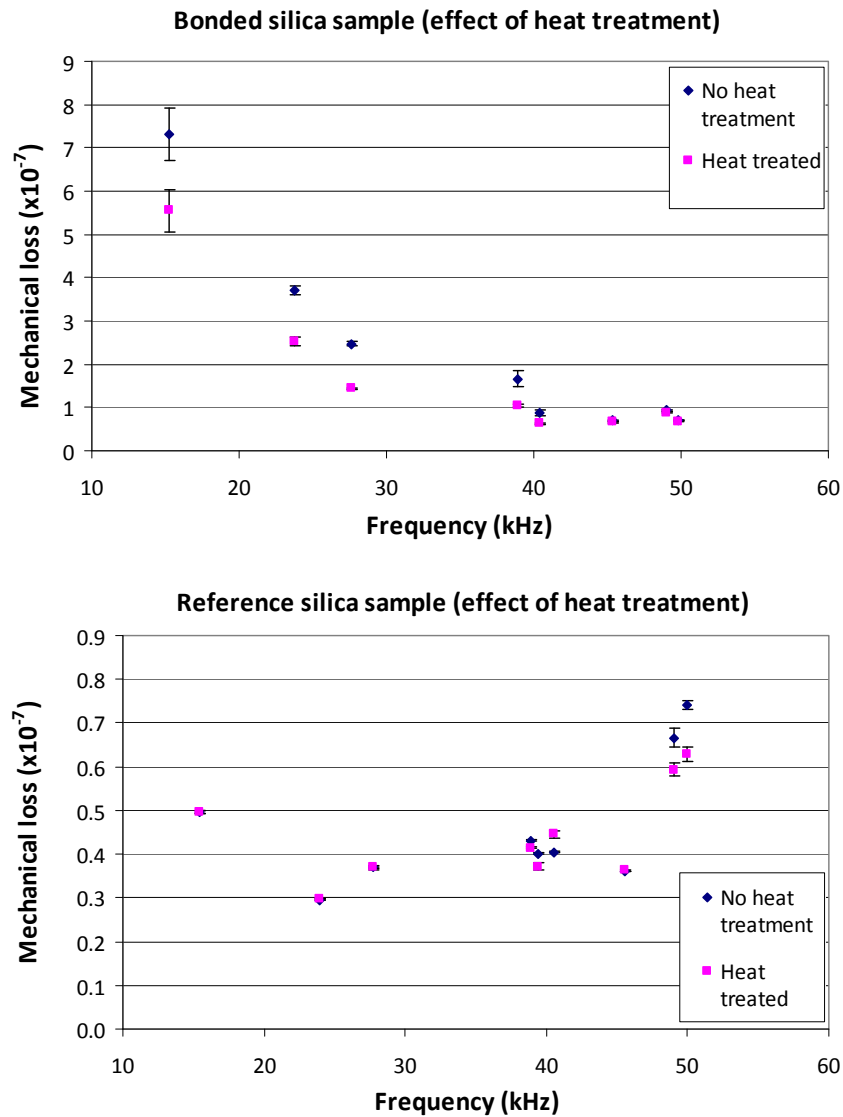 Bonded silica sample (effect of heat treatment)
9
8
7
6
5
4
3
2
1
0
Mechanical loss (x10⁻⁷)
No heat
treatment
Heat treated
10 20 30 40 50 60
Frequency (kHz)
Reference silica sample (effect of heat treatment)
0.9
0.8
0.7
0.6
0.5
0.4
0.3
0.2
0.1
0.0
Mechanical loss (x10⁻⁷)
No heat
treatment
Heat
treated
10 20 30 40 50 60
Frequency (kHz)